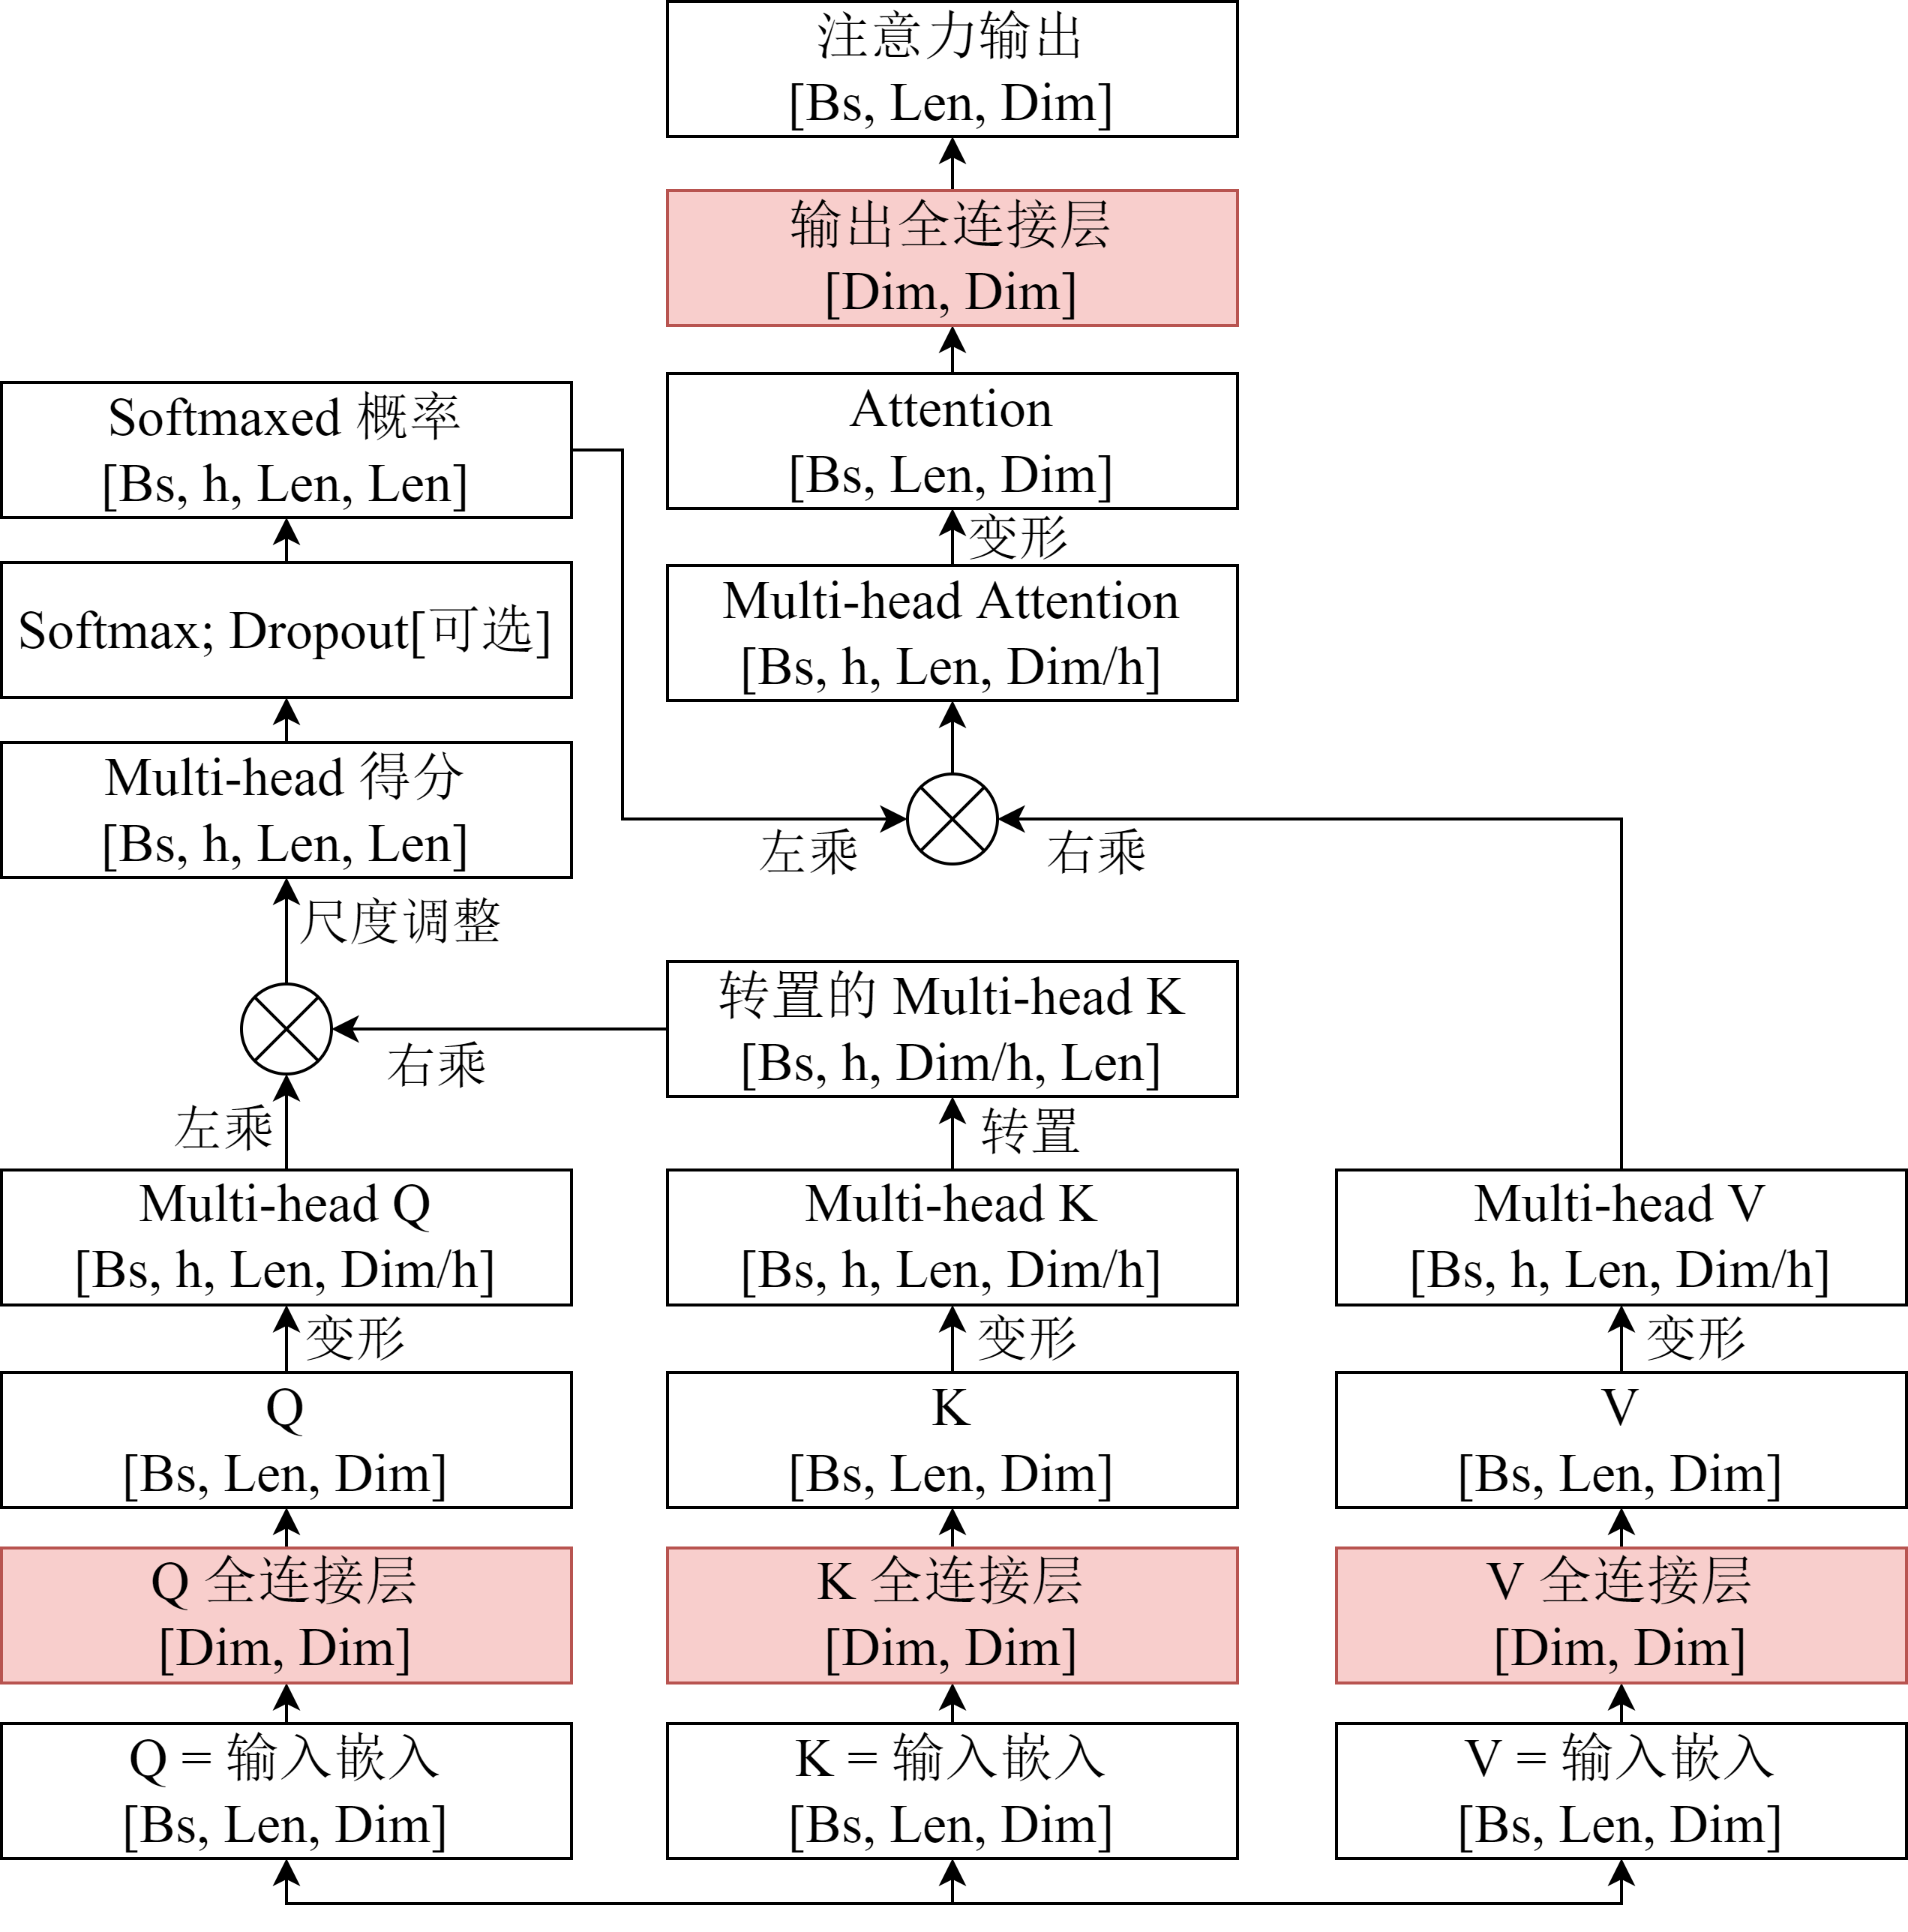 注意力输出
[Bs, Len, Dim]
输出全连接层
[Dim, Dim]
Softmaxed 概率
[Bs, h, Len, Len]
Attention
[Bs, Len, Dim]
变形
Softmax; Dropout[可选]
Multi-head Attention
[Bs, h, Len, Dim/h]
Multi-head 得分
[Bs, h, Len, Len]
左乘
右乘
尺度调整
转置的 Multi-head K
[Bs, h, Dim/h, Len]
右乘
左乘
转置
Multi-head Q
[Bs, h, Len, Dim/h]
Multi-head K
[Bs, h, Len, Dim/h]
Multi-head V
[Bs, h, Len, Dim/h]
变形
变形
变形
Q
[Bs, Len, Dim]
K
[Bs, Len, Dim]
V
[Bs, Len, Dim]
Q 全连接层
[Dim, Dim]
K 全连接层
[Dim, Dim]
V 全连接层
[Dim, Dim]
Q = 输入嵌入
[Bs, Len, Dim]
K = 输入嵌入
[Bs, Len, Dim]
V = 输入嵌入
[Bs, Len, Dim]